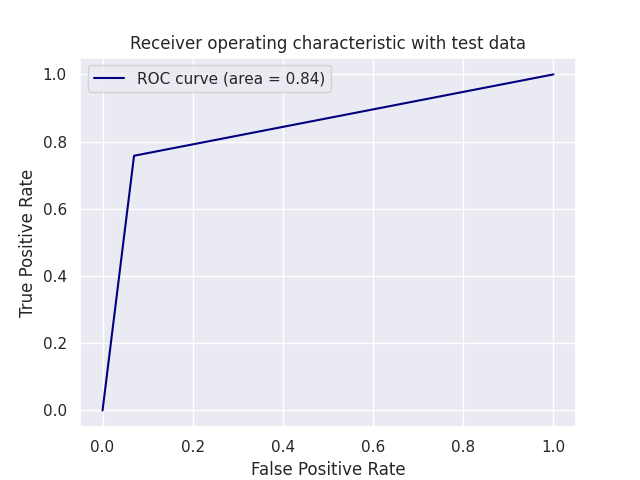 Receiver operating characteristic with test data
ROC curve (area = 0.84)
1.0
0.8
0.6
0.4
0.2
0.0
True Positive Rate
0.0 0.2 0.4 0.6 0.8 1.0
False Positive Rate